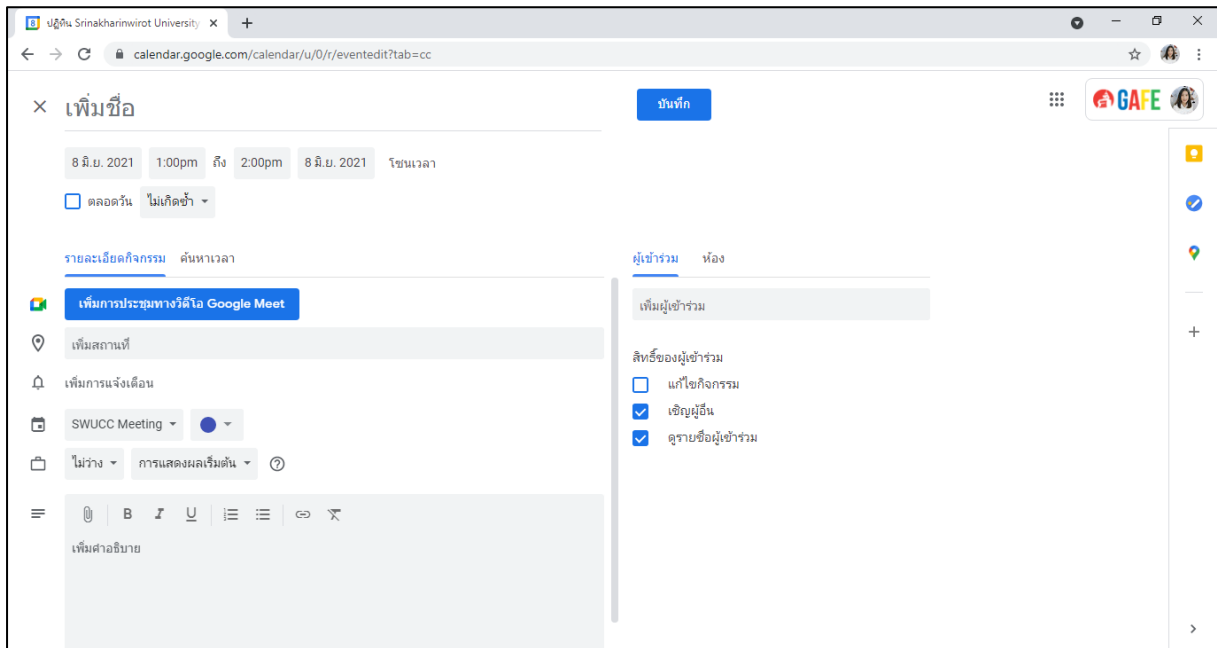 8 ปฏิทิน Srinakharinwirot University
calendar.google.com/calendar/u/0/r/eventedit?tab=cc
เพิ่มชื่อ
บันทึก
GAFE
8 มิ.ย. 2021 1:00pm ถึง 2:00pm 8 มิ.ย. 2021 โซนเวลา
ตลอดวัน ไม่เกิดซ้ำ
รายละเอียดกิจกรรม ค้นหาเวลา
ผู้เข้าร่วม ห้อง
เพิ่มการประชุมทางวิดีโอ Google Meet
เพิ่มผู้เข้าร่วม
เพิ่มสถานที่
สิทธิ์ของผู้เข้าร่วม
เพิ่มการแจ้งเตือน
แก้ไขกิจกรรม
เชิญผู้อื่น
SWUCC Meeting
ดูรายชื่อผู้เข้าร่วม
ไม่ว่าง การแสดงผลเริ่มต้น
B I U
เพิ่มคำอธิบาย